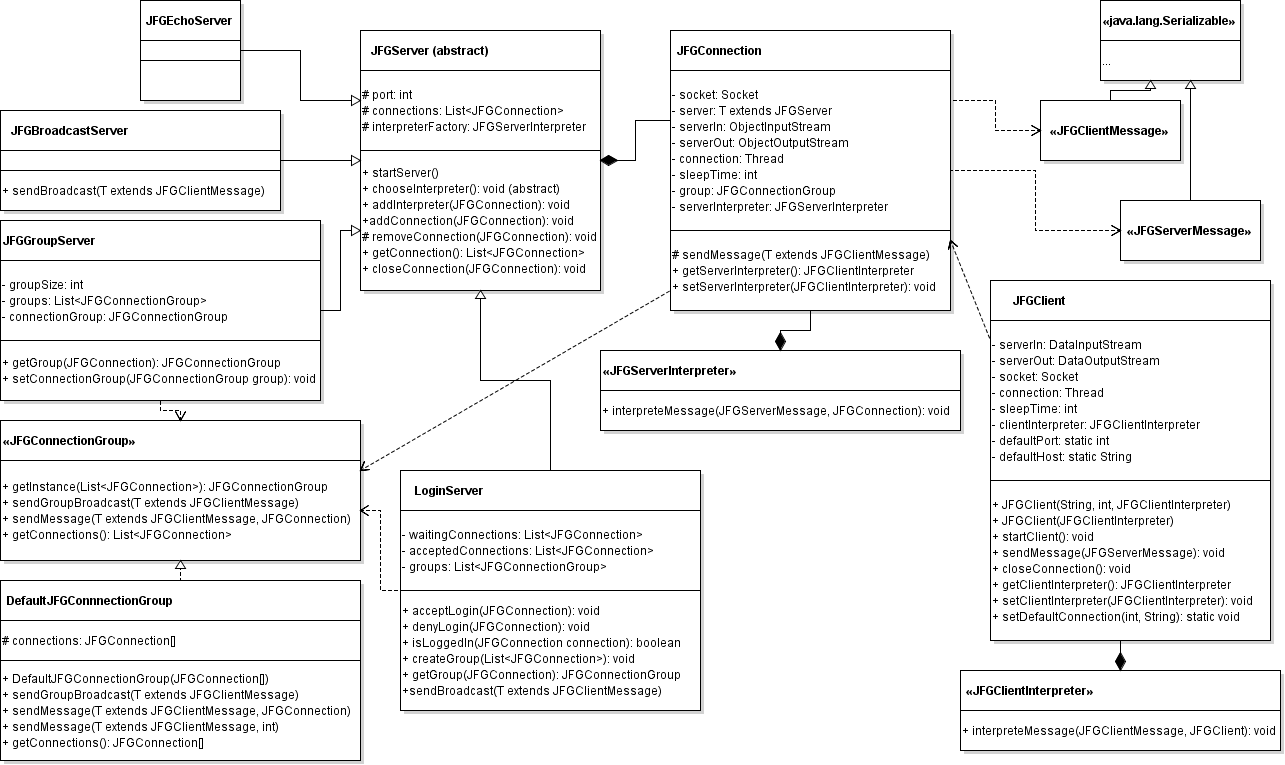 JFGEchoServer
JFGBroadcastServer
+ sendBroadcast(T extends JFGClientMessage)
JFGGroupServer
- groupSize: int
- groups: List<JFGConnectionGroup>
- connectionGroup: JFGConnectionGroup
+ getGroup(JFGConnection): JFGConnectionGroup
+ setConnectionGroup(JFGConnectionGroup group): void
«JFGConnectionGroup»
+ getInstance(List<JFGConnection>): JFGConnectionGroup
+ sendGroupBroadcast(T extends JFGClientMessage)
+ sendMessage(T extends JFGClientMessage, JFGConnection)
+ getConnections(): List<JFGConnection>
DefaultJFGConnnectionGroup
# connections: JFGConnection[]
+ DefaultJFGConnectionGroup(JFGConnection[])
+ sendGroupBroadcast(T extends JFGClientMessage)
+ sendMessage(T extends JFGClientMessage, JFGConnection)
+ sendMessage(T extends JFGClientMessage, int)
+ getConnections(): JFGConnection[]
JFGServer (abstract)
# port: int
# connections: List<JFGConnection>
# interpreterFactory: JFGServerInterpreter
+ startServer()
+ chooseInterpreter(): void (abstract)
+ addInterpreter(JFGConnection): void
+addConnection(JFGConnection): void
# removeConnection(JFGConnection): void
+ getConnection(): List<JFGConnection>
+ closeConnection(JFGConnection): void
LoginServer
- waitingConnections: List<JFGConnection>
- acceptedConnections: List<JFGConnection>
- groups: List<JFGConnectionGroup>
+ acceptLogin(JFGConnection): void
+ denyLogin(JFGConnection): void
+ isLoggedIn(JFGConnection connection): boolean
+ createGroup(List<JFGConnection>): void
+ getGroup(JFGConnection): JFGConnectionGroup
+sendBroadcast(T extends JFGClientMessage)
JFGConnection
- socket: Socket
- server: T extends JFGServer
- serverIn: ObjectInputStream
- serverOut: ObjectOutputStream
- connection: Thread
- sleepTime: int
- group: JFGConnectionGroup
- serverInterpreter: JFGServerInterpreter
# sendMessage(T extends JFGClientMessage)
+ getServerInterpreter(): JFGClientInterpreter
+ setServerInterpreter(JFGClientInterpreter): void
«JFGServerInterpreter»
+ interpreteMessage(JFGServerMessage, JFGConnection): void
«java.lang.Serializable»
...
«JFGClientMessage»
«JFGServerMessage»
JFGClient
- serverIn: DataInputStream
- serverOut: DataOutputStream
- socket: Socket
- connection: Thread
- sleepTime: int
- clientInterpreter: JFGClientInterpreter
- defaultPort: static int
- defaultHost: static String
+ JFGClient(String, int, JFGClientInterpreter)
+ JFGClient(JFGClientInterpreter)
+ startClient(): void
+ sendMessage(JFGServerMessage): void
+ closeConnection(): void
+ getClientInterpreter(): JFGClientInterpreter
+ setClientInterpreter(JFGClientInterpreter): void
+ setDefaultConnection(int, String): static void
«JFGClientInterpreter»
+ interpreteMessage(JFGClientMessage, JFGClient): void